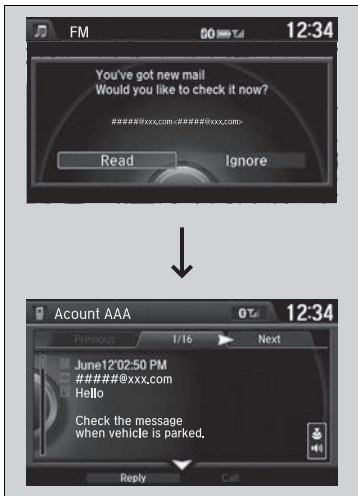 FM
12:34
You've got new mail
Would you like to check it now?
#####@xxx.com<#####@xxx.com>
Read Ignore
Acount AAA
12:34
Previous 1/16 Next
June12'02:50 PM
#####@xxx.com
Hello
Check the message
when vehicle is parked.
Reply Call